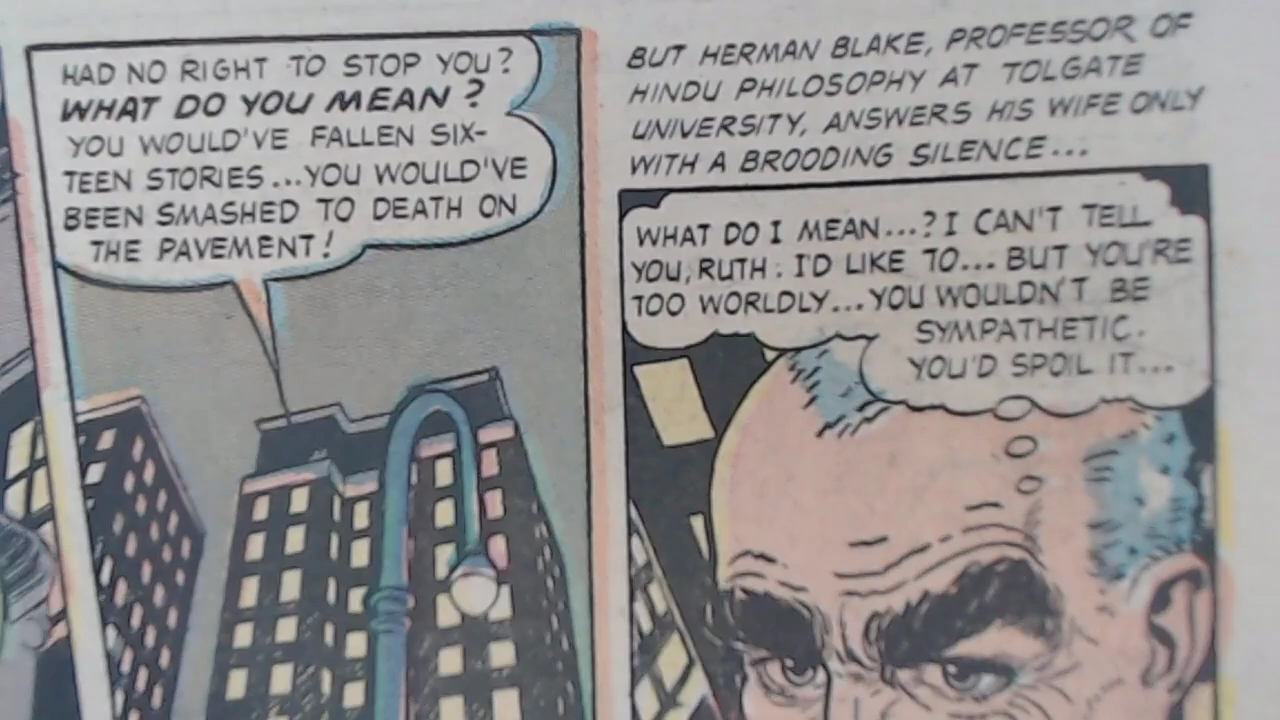 HAD NO RIGHT TO STOP YOU?
WHAT DO YOU MEAN?
YOU WOULD'VE FALLEN SIX-
TEEN STORIES...YOU WOULD'VE
BEEN SMASHED TO DEATH ON
THE PAVEMENT!
BUT HERMAN BLAKE, PROFESSOR OF
HINDU PHILOSOPHY AT TOLGATE
UNIVERSITY, ANSWERS HIS WIFE ONLY
WITH A BROODING SILENCE...
WHAT DO I MEAN...? I CAN'T TELL
YOU, RUTH. I'D LIKE TO... BUT YOU'RE
TOO WORLDLY...YOU WOULDN'T BE
SYMPATHETIC.
YOU'D SPOIL IT...